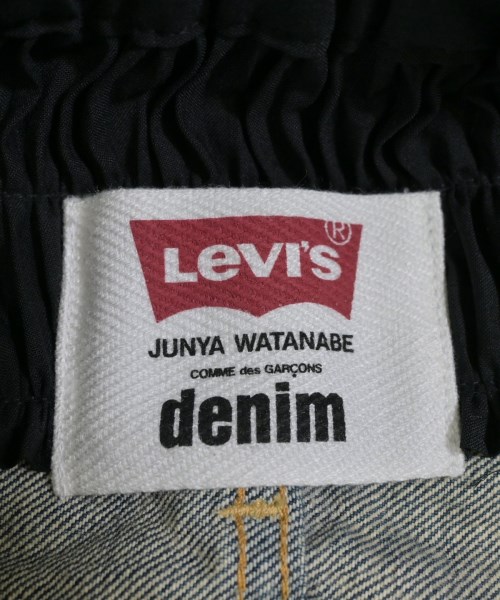 Levi's®
JUNYA WATANABE
COMME des GARÇONS
denim